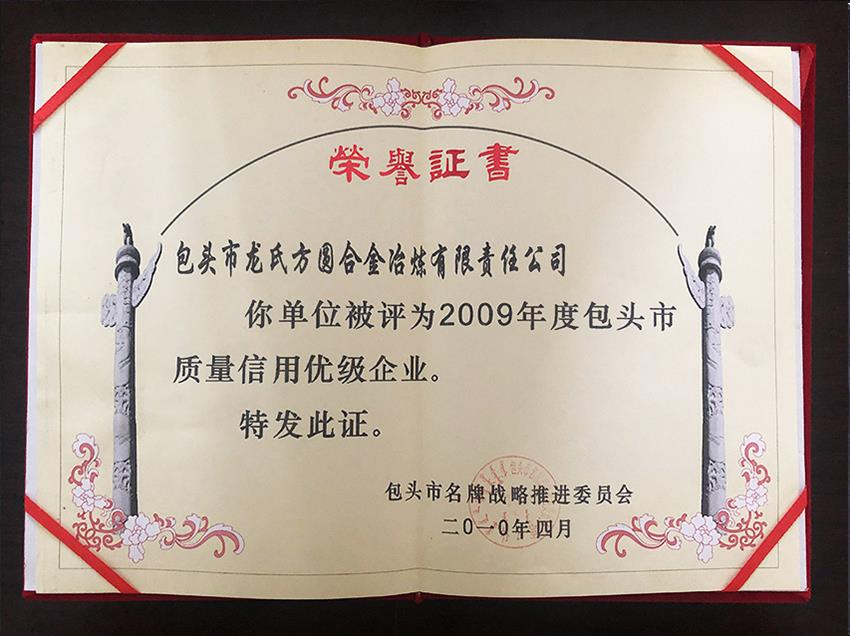 榮譽証書
包头市龙氏方圆合金冶炼有限责任公司
你单位被评为2009年度包头市
质量信用优级企业。
特发此证。
包头市名牌战略推进委员会
二〇一〇年四月